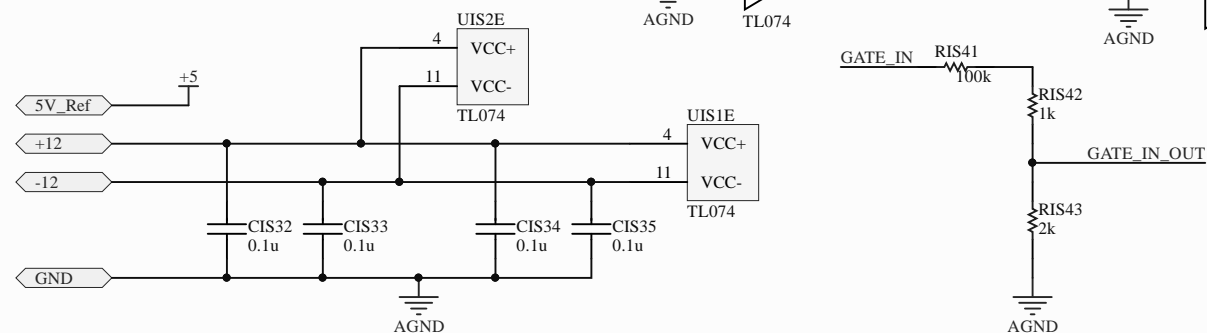 AGND
TL074
AGND
UIS2E
4
VCC+
11
VCC-
TL074
+5
5V_Ref
+12
-12
GND
UIS1E
4
VCC+
11
VCC-
TL074
CIS32
0.1u
CIS33
0.1u
CIS34
0.1u
CIS35
0.1u
AGND
GATE_IN
RIS41
100k
RIS42
1k
GATE_IN_OUT
RIS43
2k
AGND